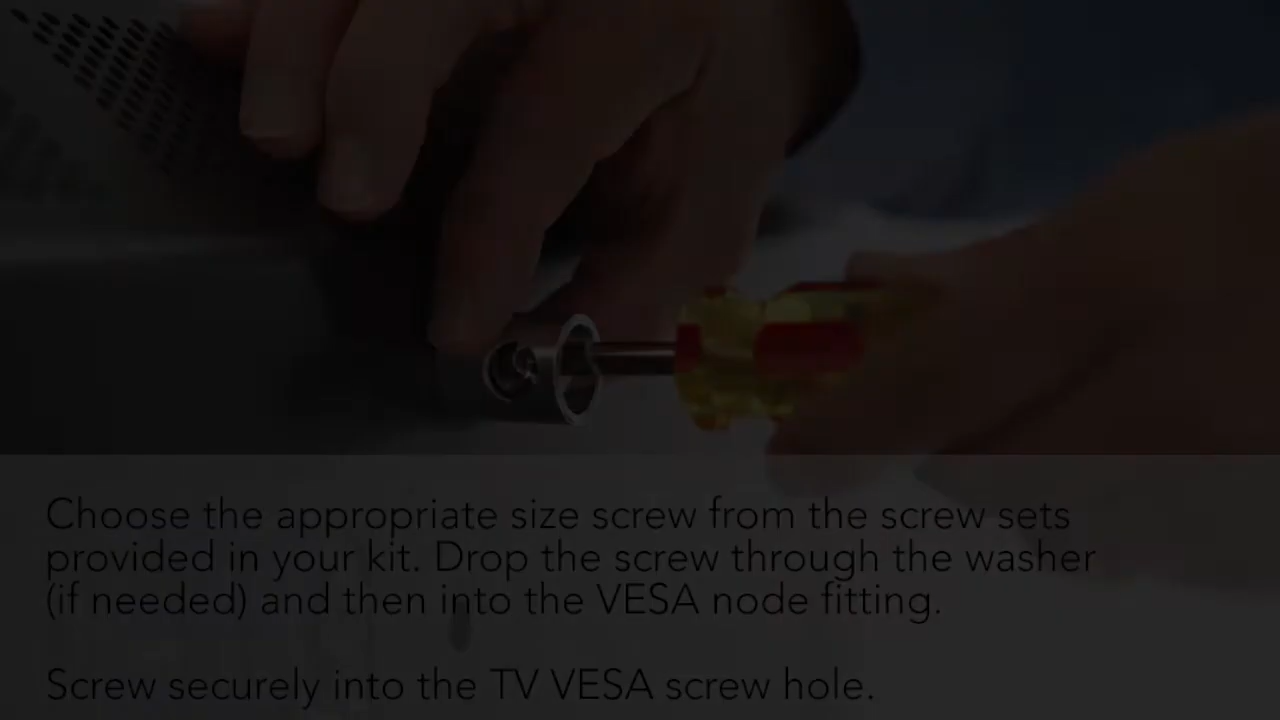 Choose the appropriate size screw from the screw sets
provided in your kit. Drop the screw through the washer
(if needed) and then into the VESA node fitting.
Screw securely into the TV VESA screw hole.